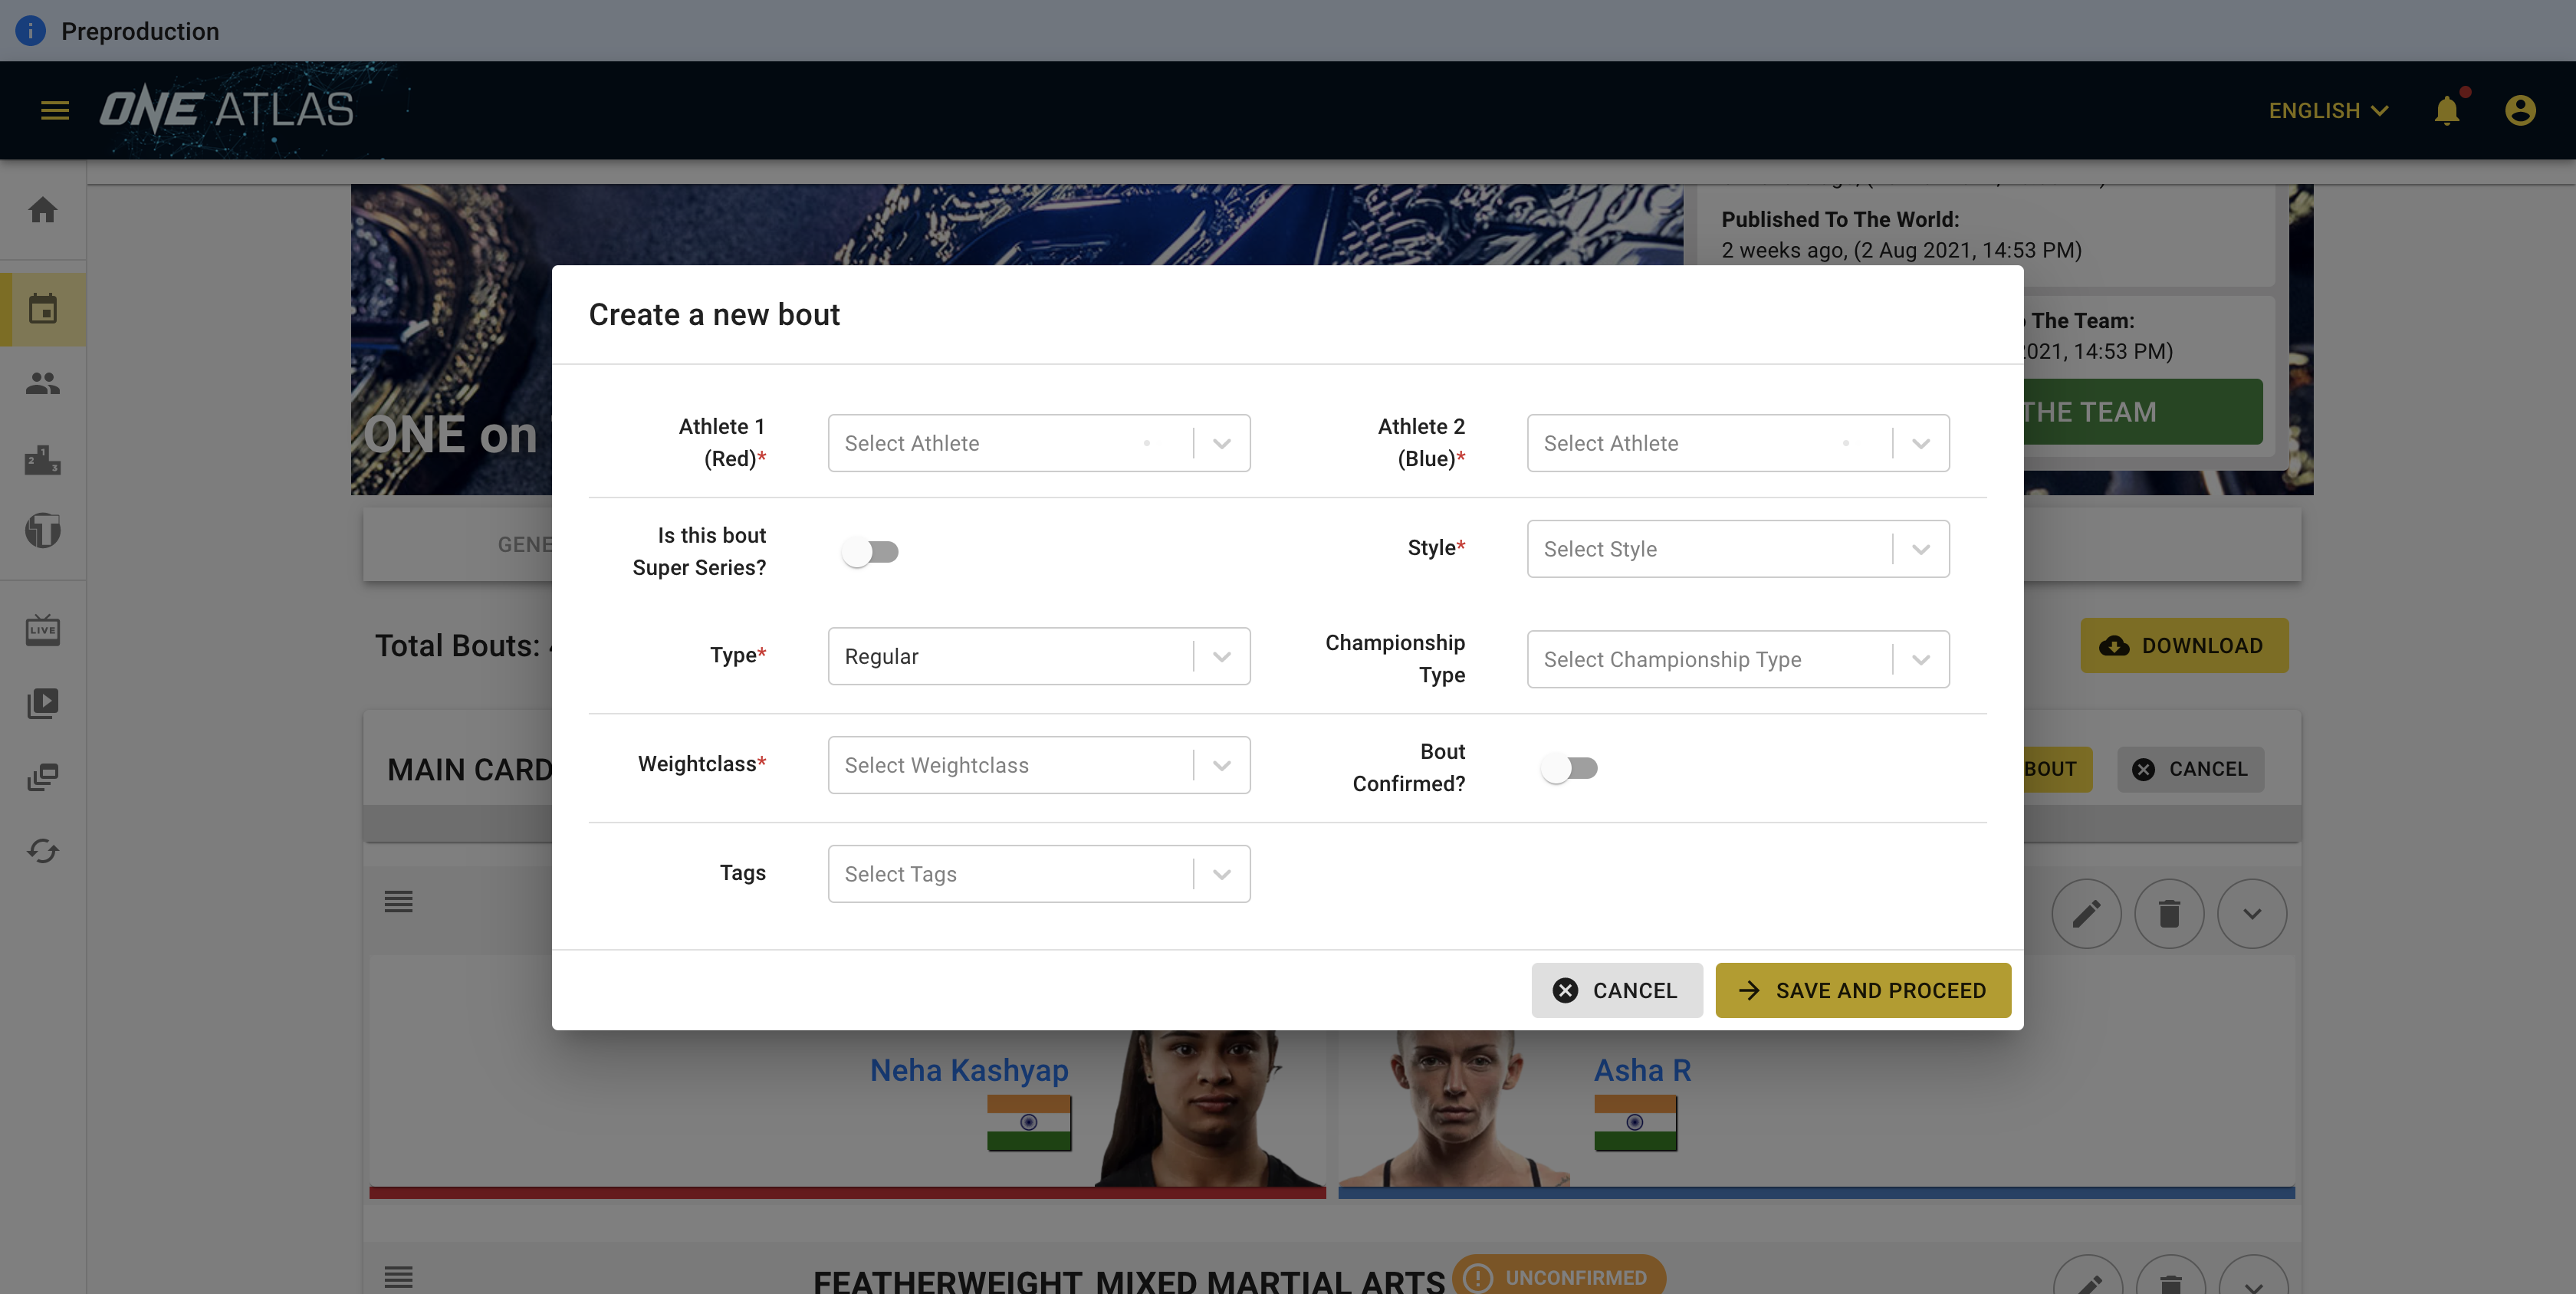 Preproduction
ONE ATLAS
ENGLISH
Published To The World:
2 weeks ago, (2 Aug 2021, 14:53 PM)
The Team:
2021, 14:53 PM)
THE TEAM
ONE on
GENE
Total Bouts:
DOWNLOAD
MAIN CARD
BOUT
CANCEL
LIVE
Create a new bout
Athlete 1
(Red)*
Select Athlete
Athlete 2
(Blue)*
Select Athlete
Is this bout
Super Series?
Style*
Select Style
Type*
Regular
Championship
Type
Select Championship Type
Weightclass*
Select Weightclass
Bout
Confirmed?
Tags
Select Tags
CANCEL
SAVE AND PROCEED
Neha Kashyap
Asha R
FEATHERWEIGHT MIXED MARTIAL ARTS
UNCONFIRMED